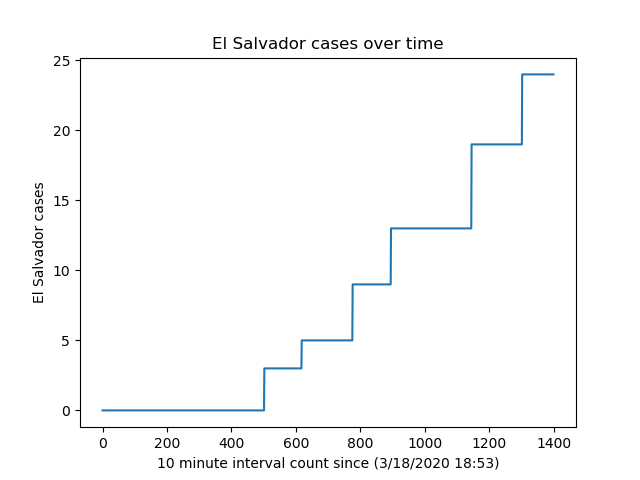 El Salvador cases over time
25
20
15
10
5
0
El Salvador cases
0 200 400 600 800 1000 1200 1400
10 minute interval count since (3/18/2020 18:53)